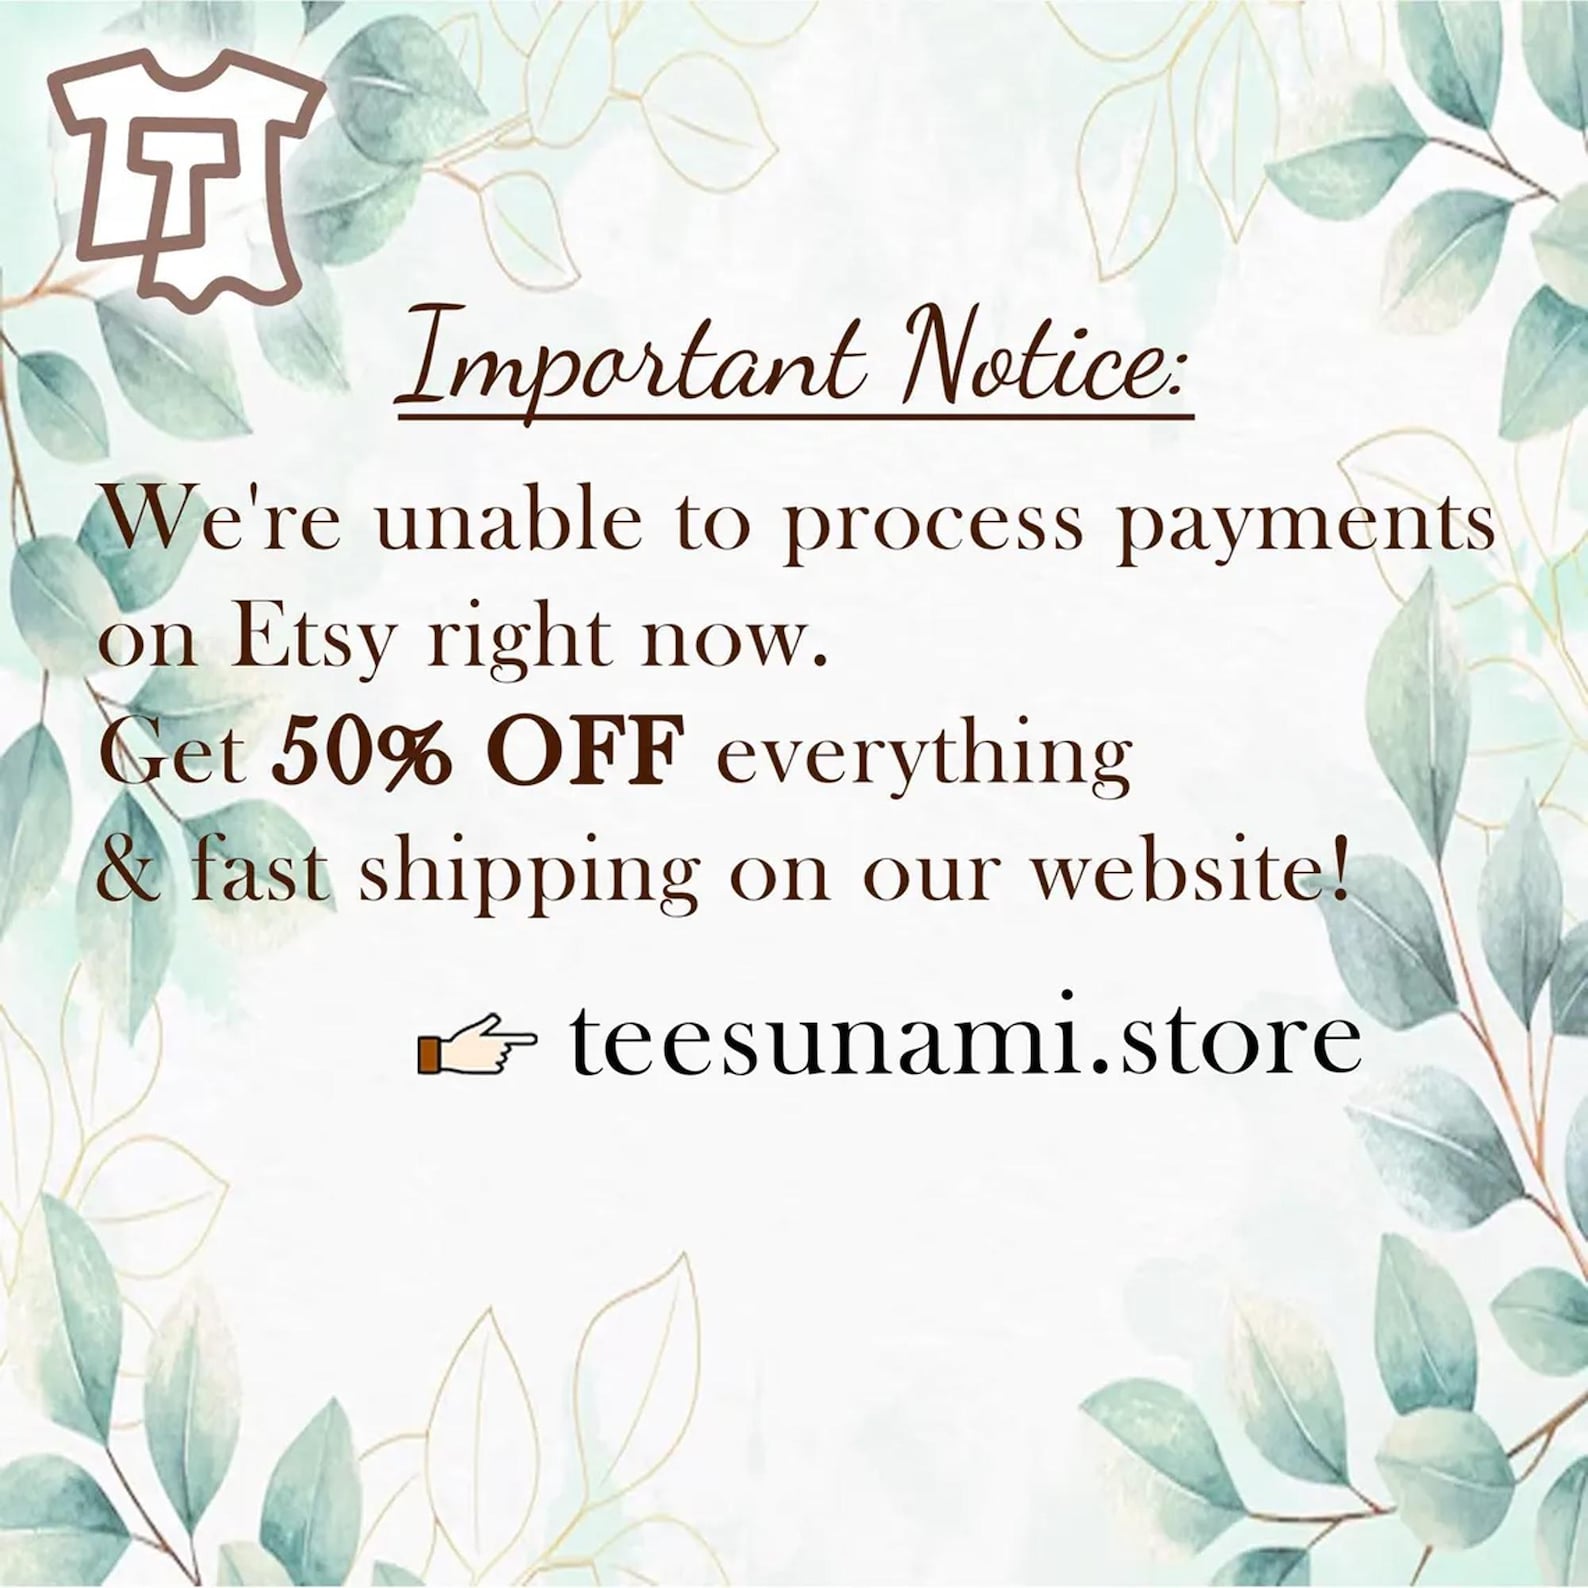 Important Notice:
We're unable to process payments
on Etsy right now.
Get 50% OFF everything
& fast shipping on our website!
teesunami.store